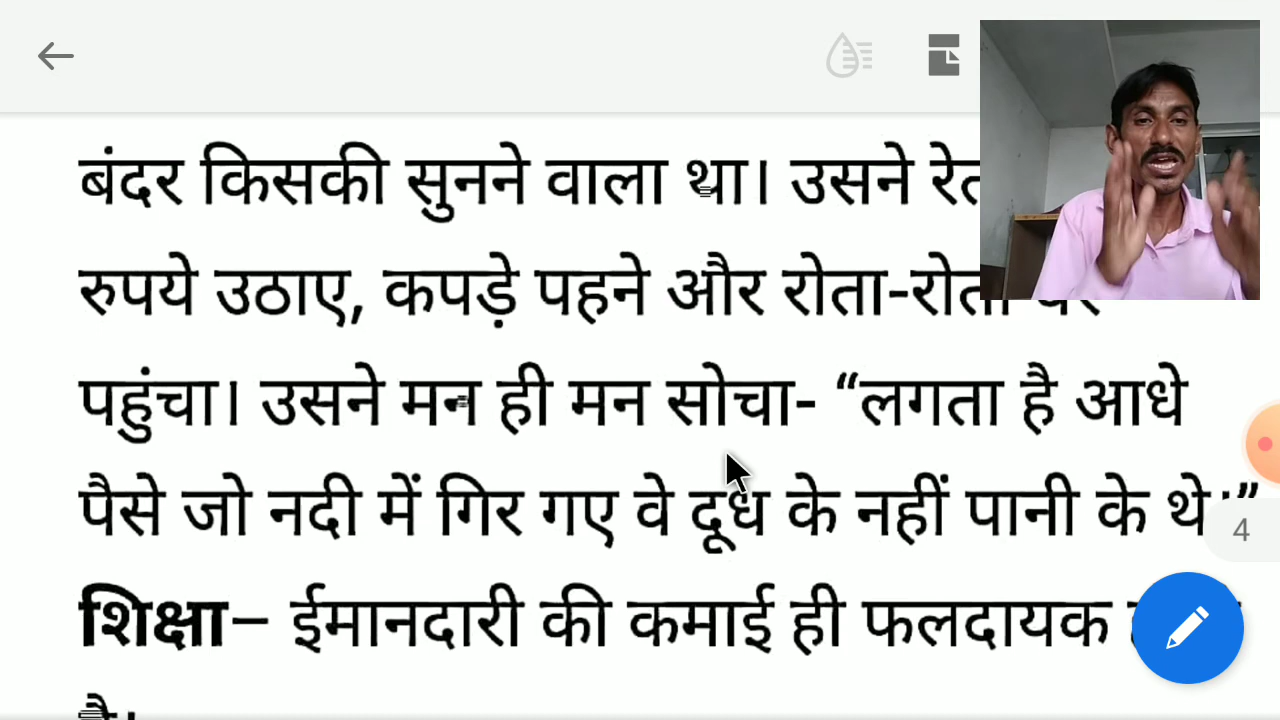 बंदर किसकी सुनने वाला था। उसने
रुपये उठाए, कपड़े पहने और रोता-रोता
पहुंचा। उसने मन ही मन सोचा- “लगता है आधे
पैसे जो नदी में गिर गए वे दूध के नहीं पानी के थे।”
4
शिक्षा– ईमानदारी की कमाई ही फलदायक
है।